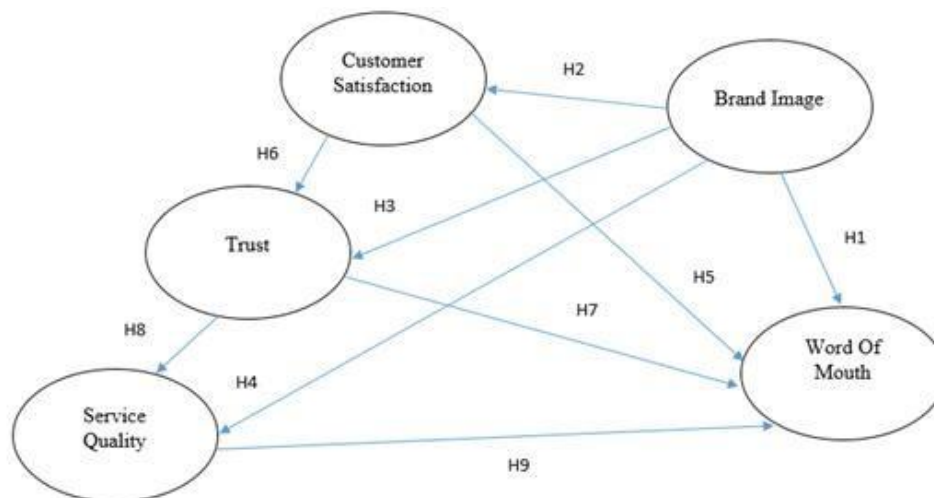 Customer
Satisfaction
H2
Brand Image
H6
H3
Trust
H1
H5
H7
H8
Word Of
Mouth
H4
Service
Quality
H9